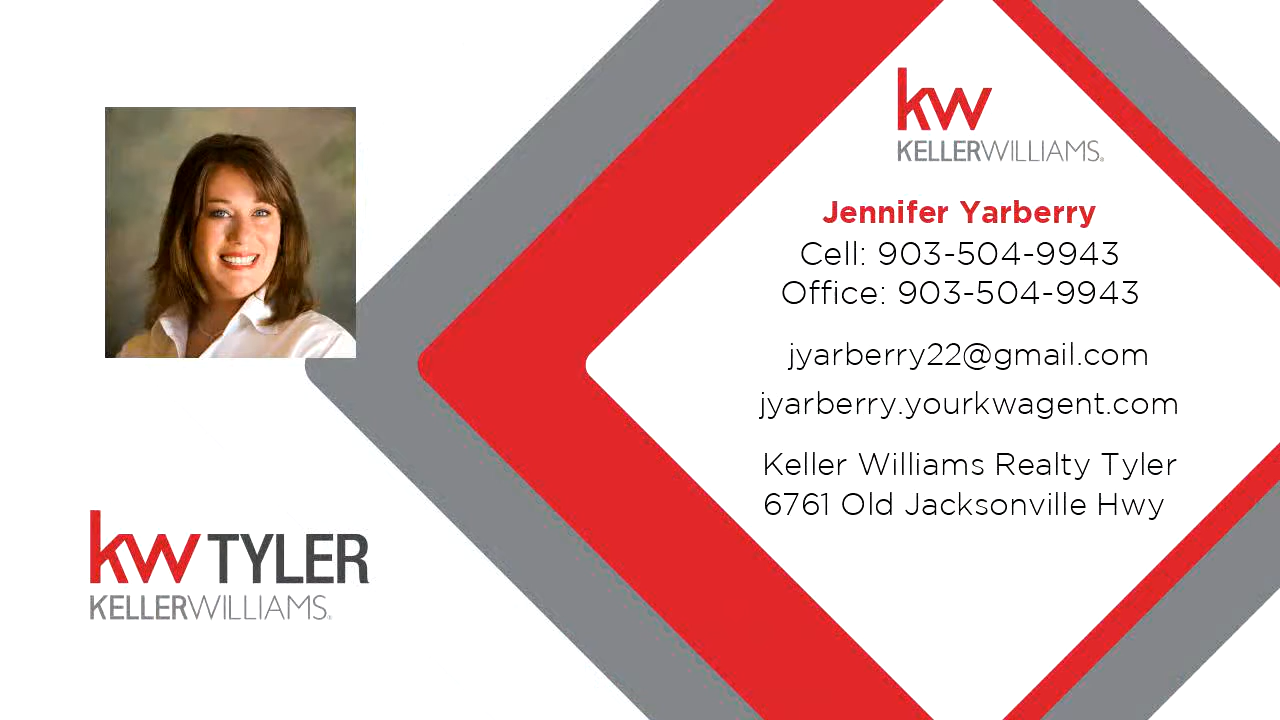 kw
KELLERWILLIAMS.
Jennifer Yarberry
Cell: 903-504-9943
Office: 903-504-9943
jyarberry22@gmail.com
jyarberry.yourkwagent.com
Keller Williams Realty Tyler
6761 Old Jacksonville Hwy
kw TYLER
KELLERWILLIAMS.